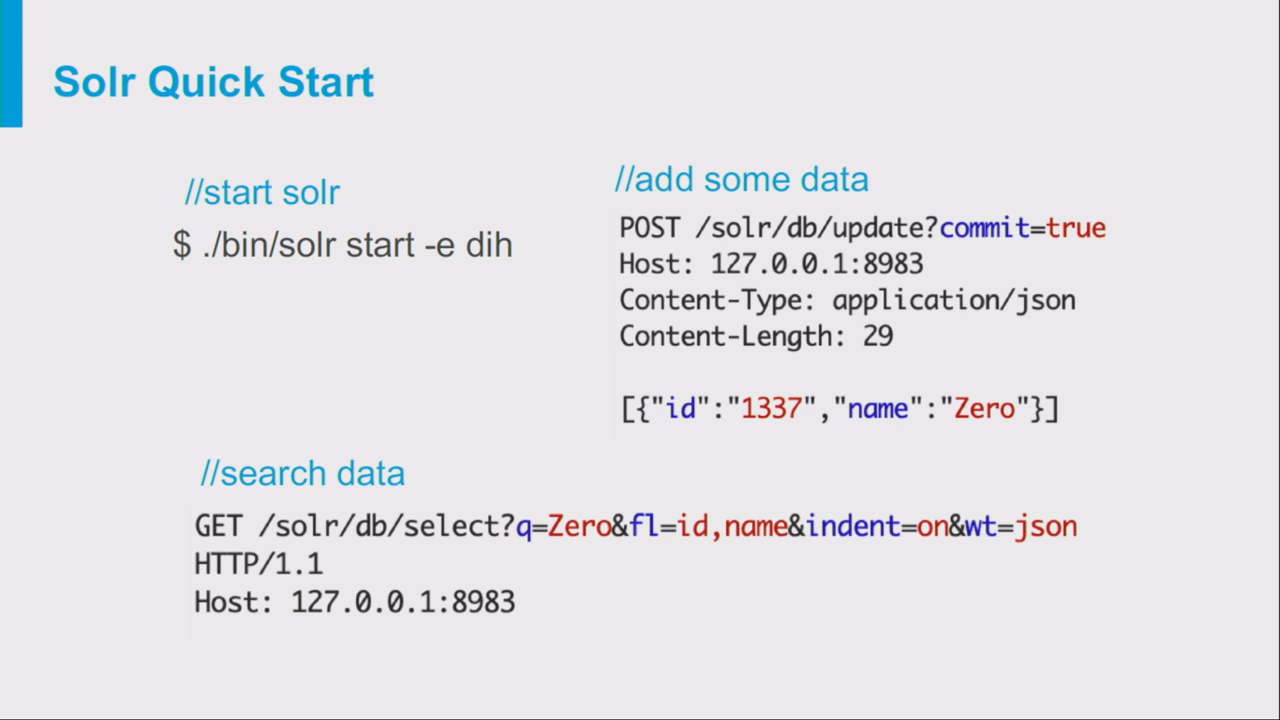 Solr Quick Start
//start solr
$ ./bin/solr start -e dih
//add some data
POST /solr/db/update?commit=true
Host: 127.0.0.1:8983
Content-Type: application/json
Content-Length: 29
[{"id":"1337","name":"Zero"}]
//search data
GET /solr/db/select?q=Zero&fl=id,name&indent=on&wt=json
HTTP/1.1
Host: 127.0.0.1:8983